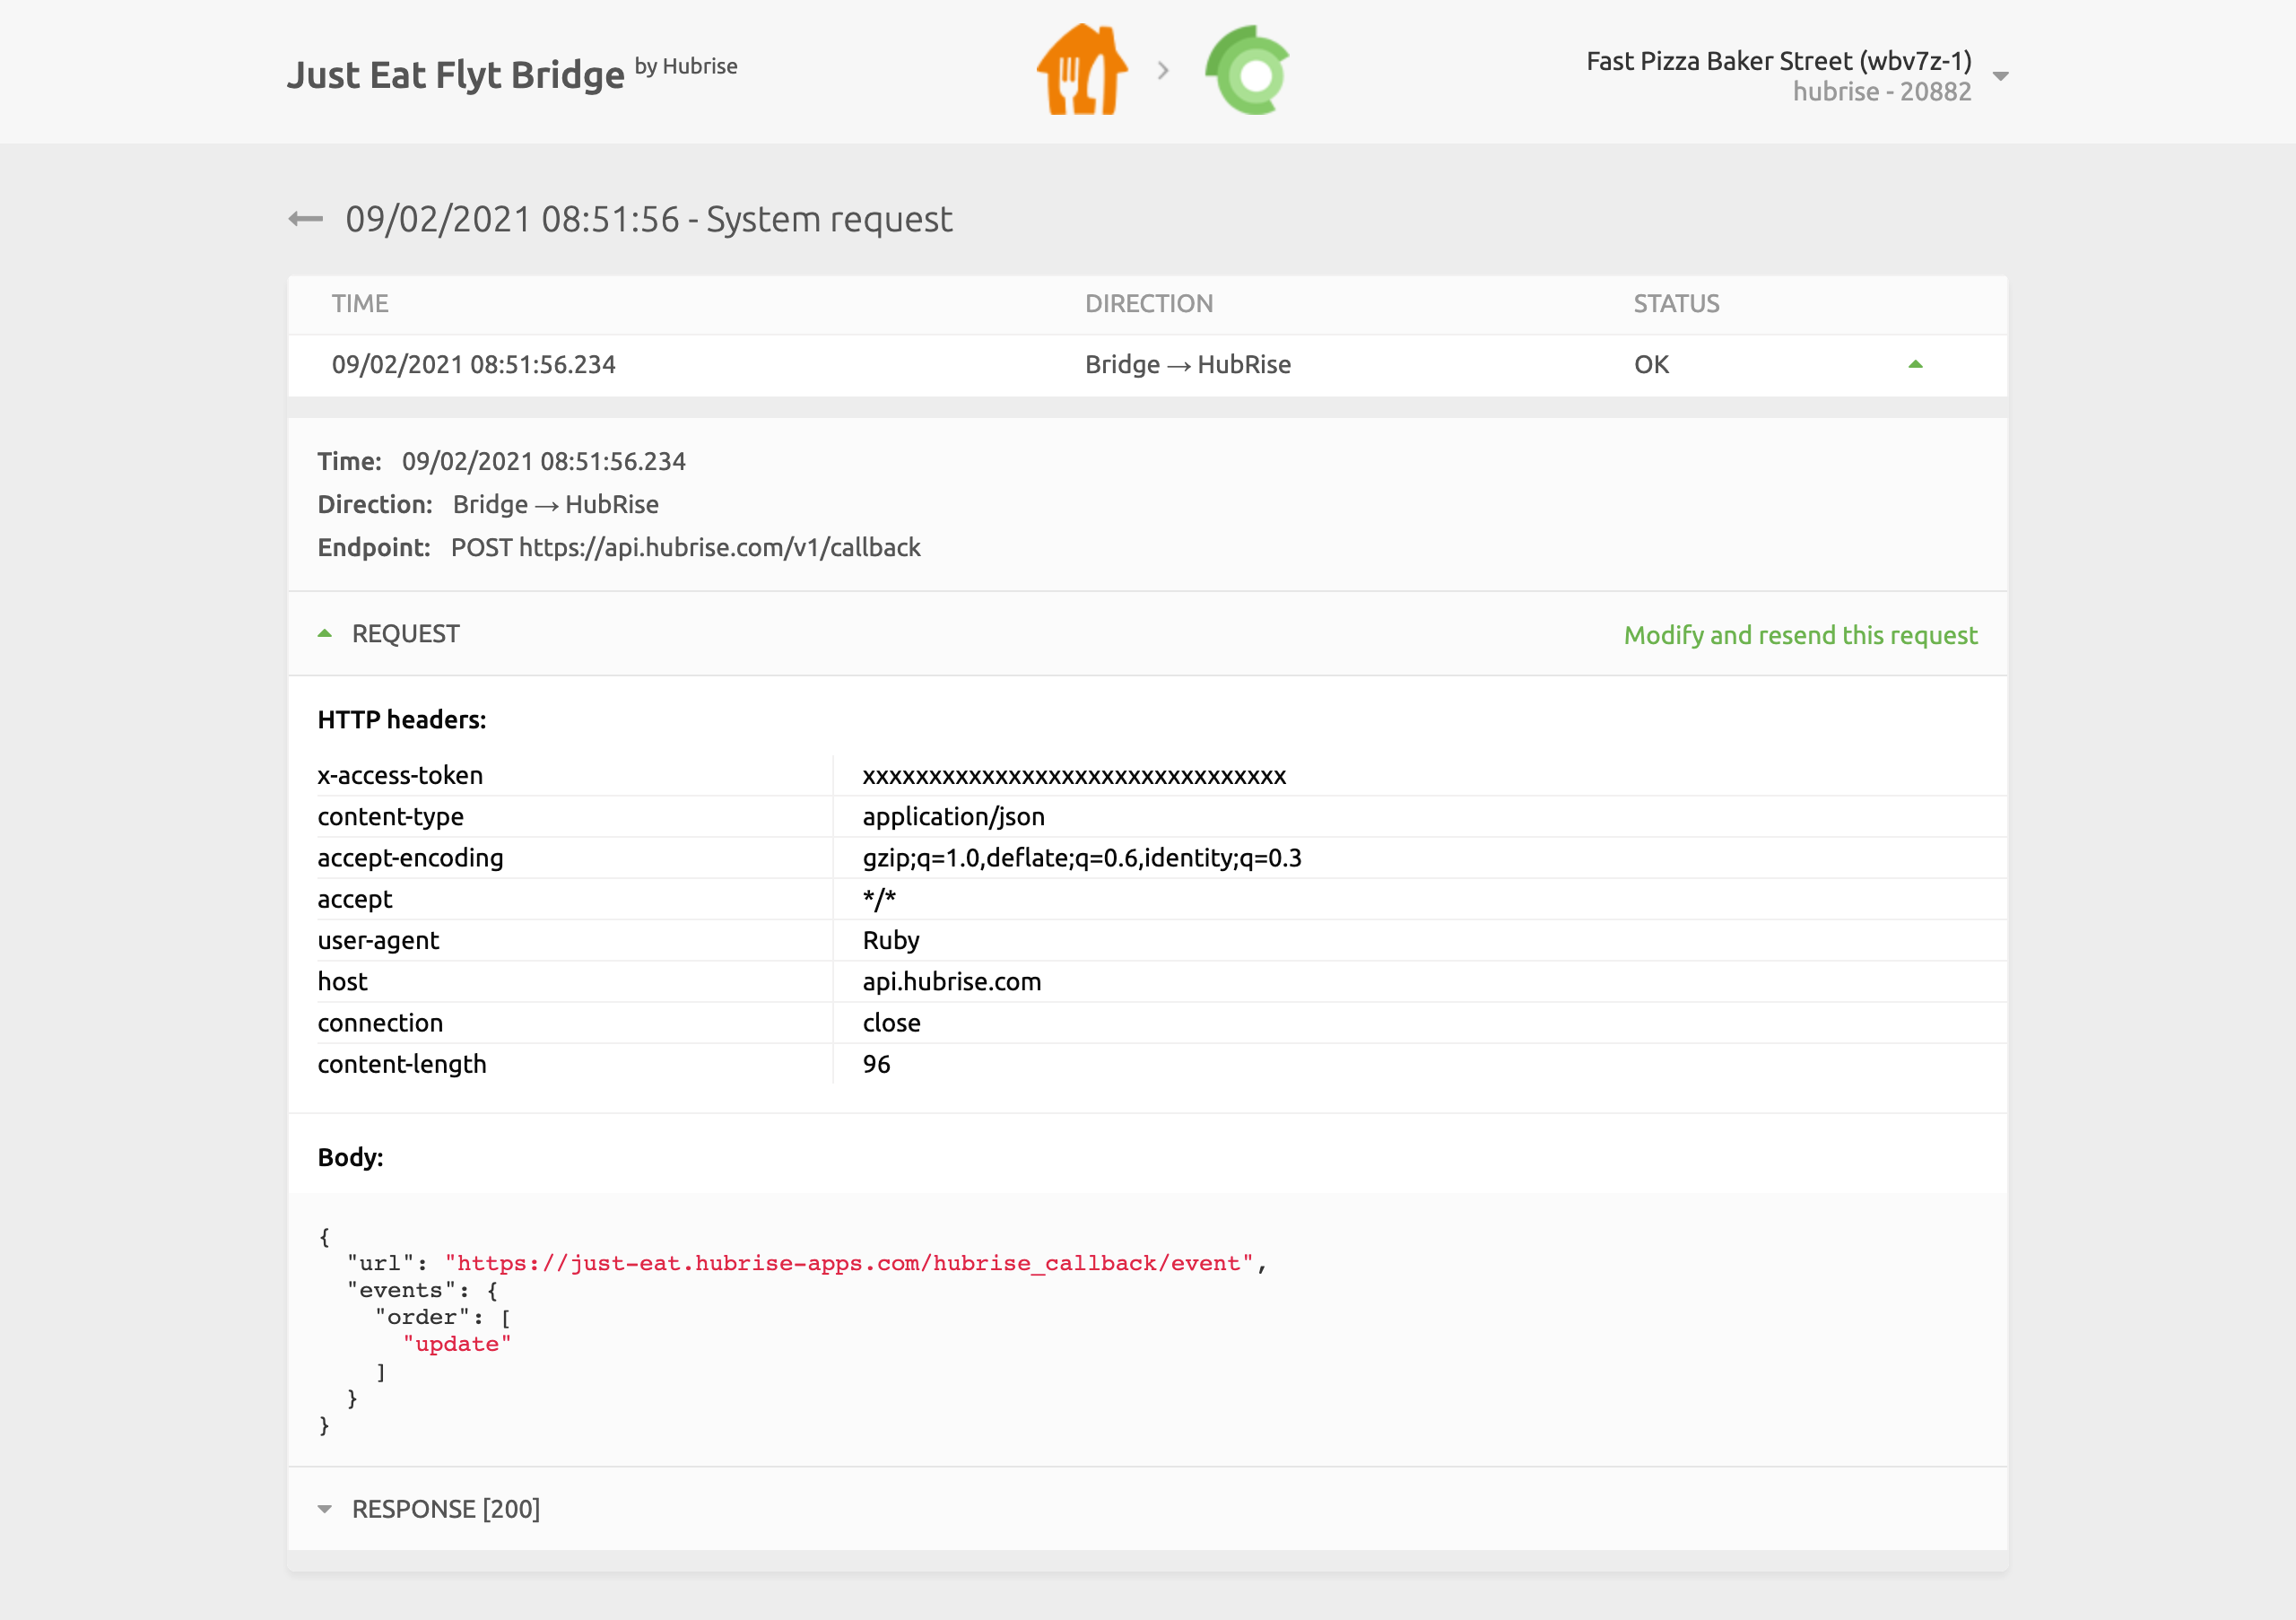 Just Eat Flyt Bridge by Hubrise
Fast Pizza Baker Street (wbv7z-1)
hubrise - 20882
09/02/2021 08:51:56 - System request
TIME DIRECTION STATUS
09/02/2021 08:51:56.234 Bridge → HubRise OK
Time: 09/02/2021 08:51:56.234
Direction: Bridge → HubRise
Endpoint: POST https://api.hubrise.com/v1/callback
REQUEST Modify and resend this request
HTTP headers:
x-access-token xxxxxxxxxxxxxxxxxxxxxxxxxxxxxxxx
content-type application/json
accept-encoding gzip;q=1.0,deflate;q=0.6,identity;q=0.3
accept */*
user-agent Ruby
host api.hubrise.com
connection close
content-length 96
Body:
{
  "url": "https://just-eat.hubrise-apps.com/hubrise_callback/event",
  "events": {
    "order": [
      "update"
    ]
  }
}
RESPONSE [200]